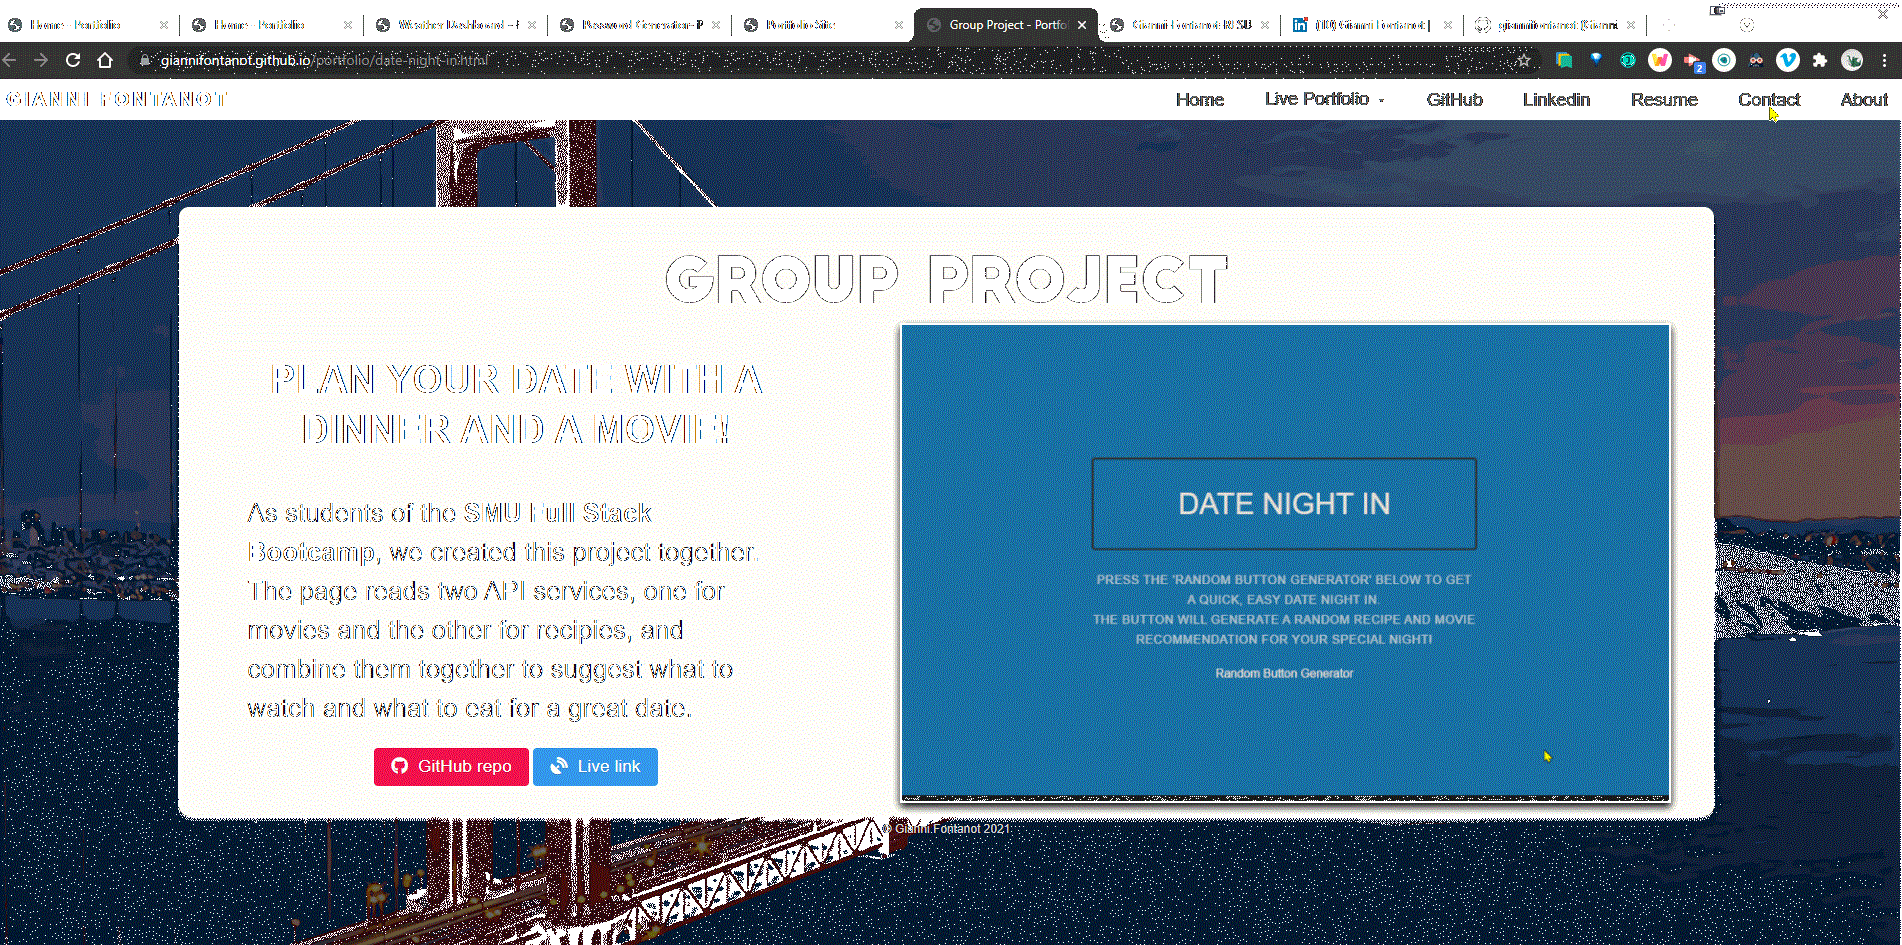 Home - Portfolio
Home - Portfolio
Weather Dashboard -
Password Generator- P
Portfolio Site
Group Project - Portfo
Gianni Fontanot
(10) Gianni Fontanot |
giannifontanot (Gianni
giannifontanot.github.io/portfolio/date-night-in.html
2
GIANNI FONTANOT
Home
Live Portfolio
GitHub
Linkedin
Resume
Contact
About
GROUP PROJECT
PLAN YOUR DATE WITH A
DINNER AND A MOVIE!
As students of the SMU Full Stack
Bootcamp, we created this project together.
The page reads two API services, one for
movies and the other for recipies, and
combine them together to suggest what to
watch and what to eat for a great date.
GitHub repo
Live link
DATE NIGHT IN
PRESS THE 'RANDOM BUTTON GENERATOR' BELOW TO GET
A QUICK, EASY DATE NIGHT IN.
THE BUTTON WILL GENERATE A RANDOM RECIPE AND MOVIE
RECOMMENDATION FOR YOUR SPECIAL NIGHT!
Random Button Generator
© Gianni.Fontanot 2021